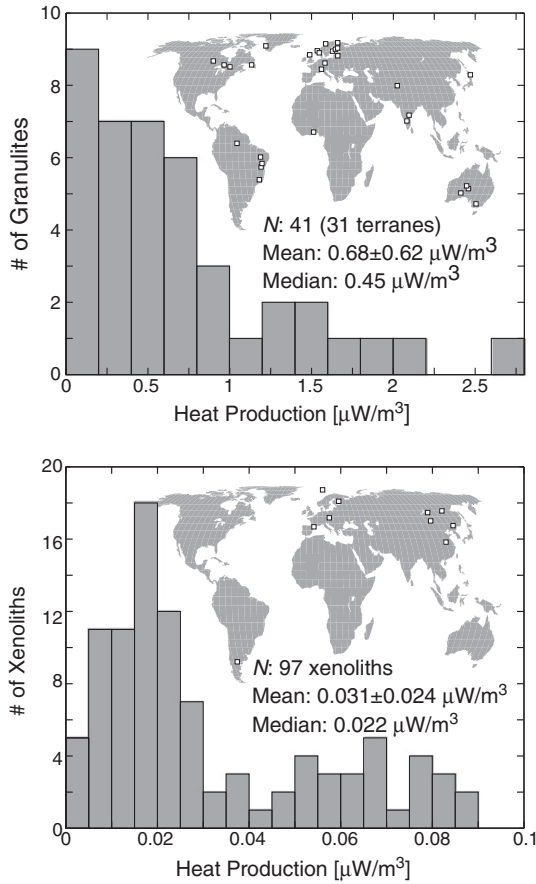 10
8
6
4
2
0
# of Granulites
N: 41 (31 terranes)
Mean: 0.68±0.62 μW/m³
Median: 0.45 μW/m³
0 0.5 1 1.5 2 2.5
Heat Production [μW/m³]
20
16
12
8
4
0
# of Xenoliths
N: 97 xenoliths
Mean: 0.031±0.024 μW/m³
Median: 0.022 μW/m³
0 0.02 0.04 0.06 0.08 0.1
Heat Production [μW/m³]